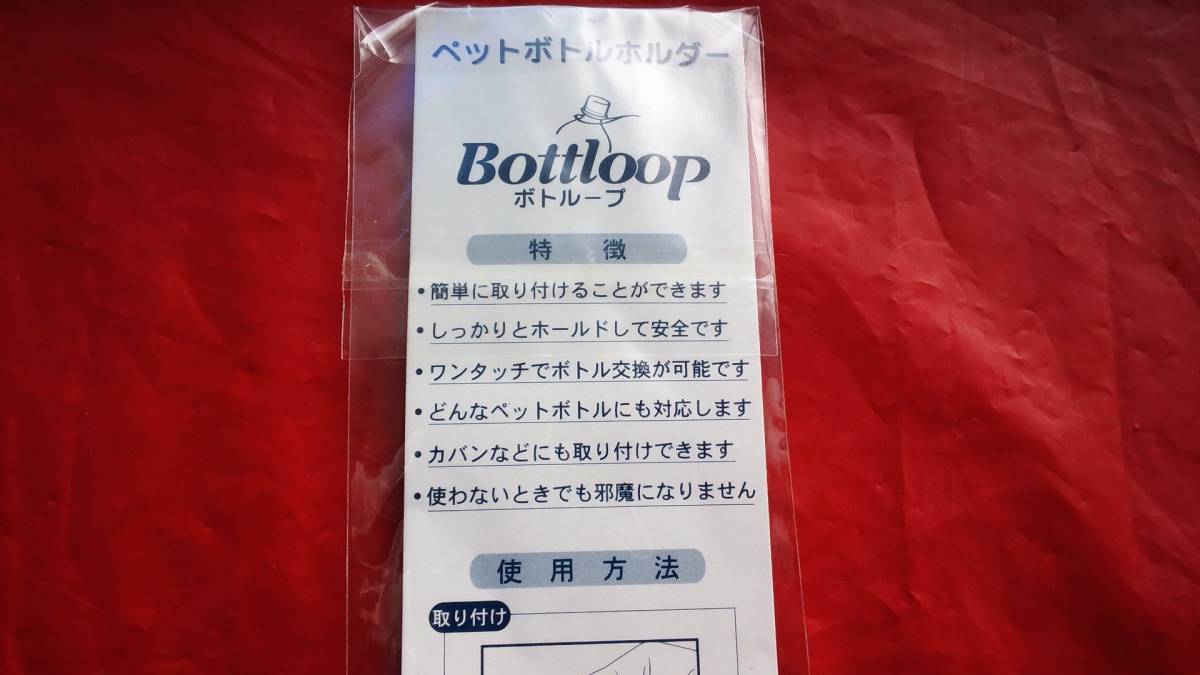 ペットボトルホルダー
Bottloop
ボトループ
特 徴
・簡単に取り付けることができます
・しっかりとホールドして安全です
・ワンタッチでボトル交換が可能です
・どんなペットボトルにも対応します
・カバンなどにも取り付けできます
・使わないときでも邪魔になりません
使 用 方 法
取り付け